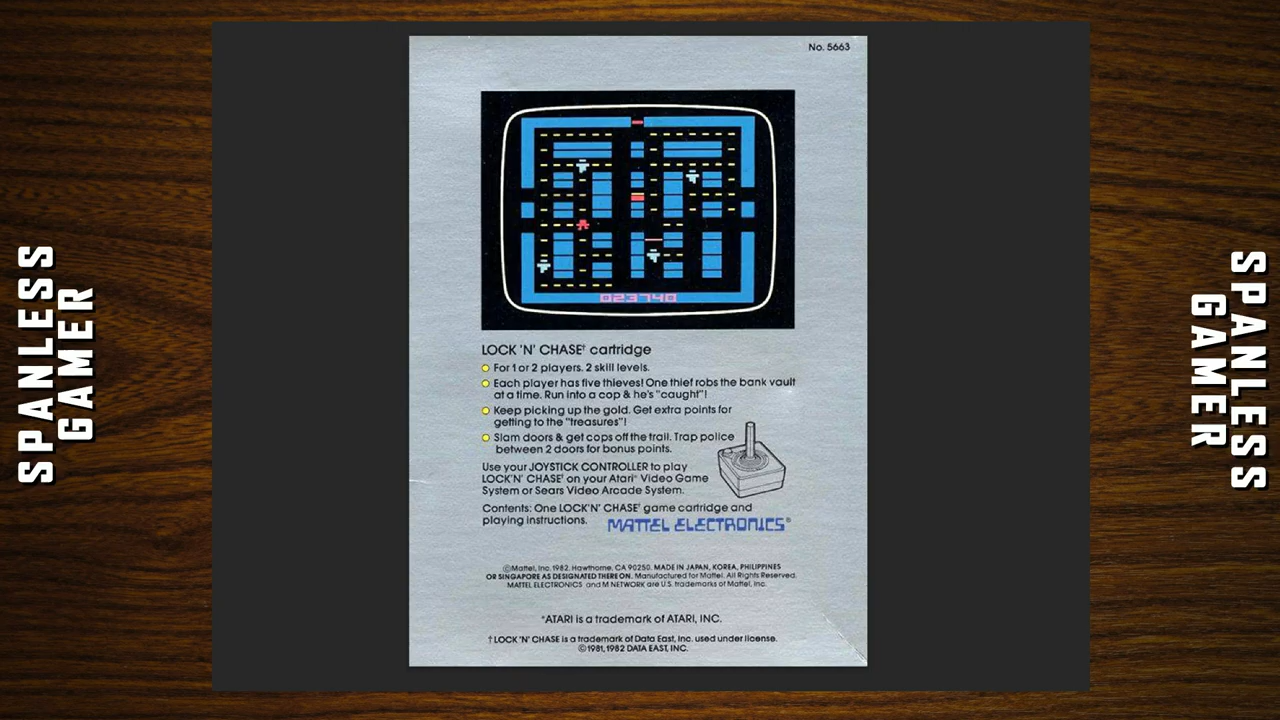 No. 5663
023740
LOCK 'N' CHASE† cartridge
For 1 or 2 players. 2 skill levels.
Each player has five thieves! One thief robs the bank vault
at a time. Run into a cop & he's "caught"!
Keep picking up the gold. Get extra points for
getting to the "treasures"!
Slam doors & get cops off the trail. Trap police
between 2 doors for bonus points.
Use your JOYSTICK CONTROLLER to play
LOCK 'N' CHASE† on your Atari* Video Game
System or Sears Video Arcade System.
Contents: One LOCK 'N' CHASE† game cartridge and
playing instructions.
MATTEL ELECTRONICS®
©Mattel, Inc. 1982. Hawthorne, CA 90250. MADE IN JAPAN, KOREA, PHILIPPINES
OR SINGAPORE AS DESIGNATED THERE ON. Manufactured for Mattel. All Rights Reserved.
MATTEL ELECTRONICS and M NETWORK are U.S. trademarks of Mattel, Inc.
*ATARI is a trademark of ATARI, INC.
† LOCK 'N' CHASE is a trademark of Data East, Inc. used under license.
©1981, 1982 DATA EAST, INC.
SPANLESS
GAMER
SPANLESS
GAMER